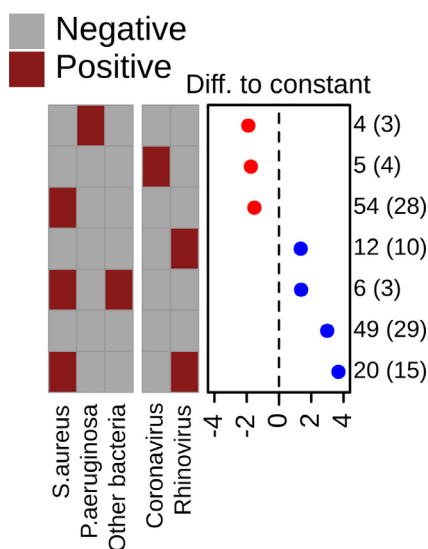 Negative
Positive
Diff. to constant
4 (3)
5 (4)
54 (28)
12 (10)
6 (3)
49 (29)
20 (15)
S.aureus
P.aeruginosa
Other bacteria
Coronavirus
Rhinovirus
-4
-2
0
2
4